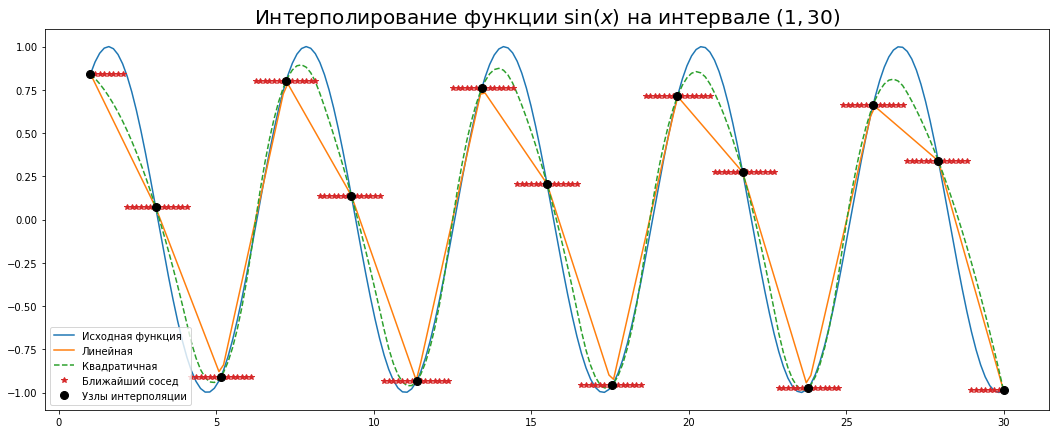 Интерполирование функции sin(x) на интервале (1, 30)
1.00
0.75
0.50
0.25
0.00
−0.25
−0.50
−0.75
−1.00
Исходная функция
Линейная
Квадратичная
Ближайший сосед
Узлы интерполяции
0 5 10 15 20 25 30